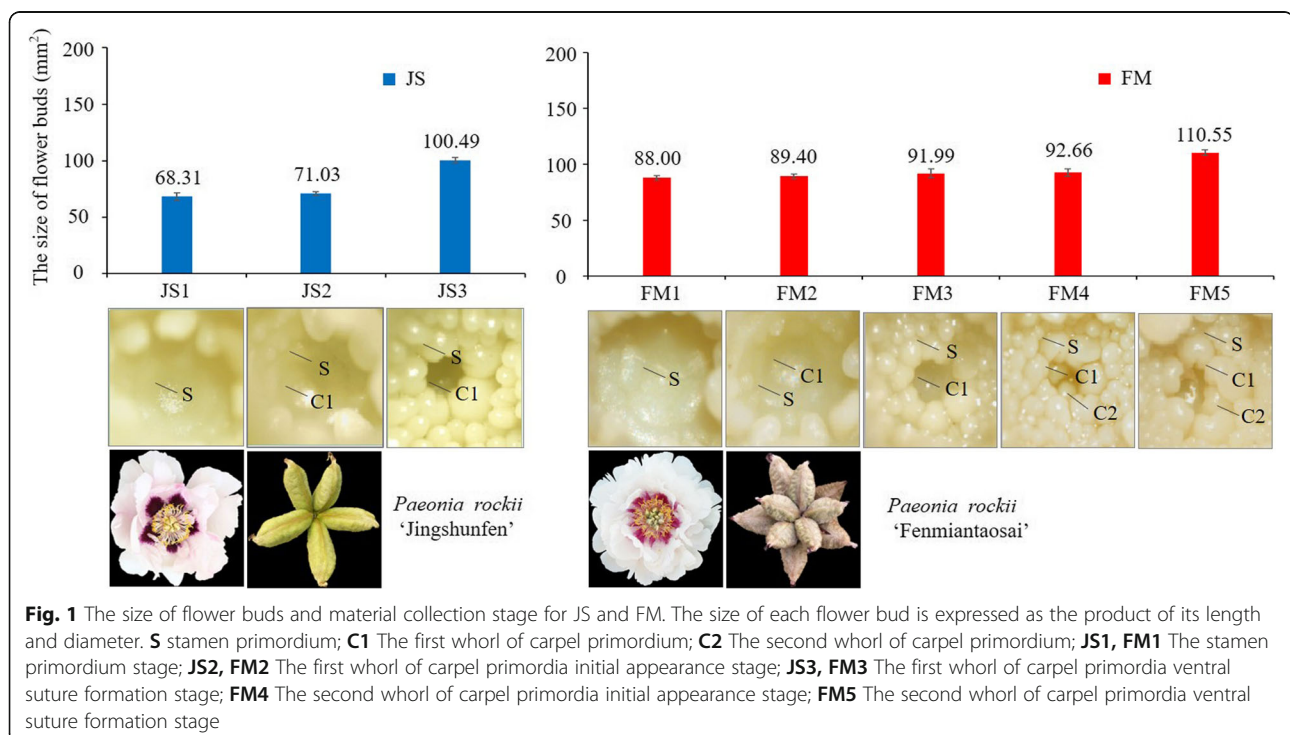 The size of flower buds (mm²)
200
150
100
50
0
JS
68.31
71.03
100.49
JS1 JS2 JS3
200
150
100
50
0
FM
88.00
89.40
91.99
92.66
110.55
FM1 FM2 FM3 FM4 FM5
S
S
C1
S
C1
S
C1
S
S
C1
S
C1
C2
S
C1
C2
Paeonia rockii
'Jingshunfen'
Paeonia rockii
'Fenmiantaosai'
Fig. 1 The size of flower buds and material collection stage for JS and FM. The size of each flower bud is expressed as the product of its length
and diameter. S stamen primordium; C1 The first whorl of carpel primordium; C2 The second whorl of carpel primordium; JS1, FM1 The stamen
primordium stage; JS2, FM2 The first whorl of carpel primordia initial appearance stage; JS3, FM3 The first whorl of carpel primordia ventral
suture formation stage; FM4 The second whorl of carpel primordia initial appearance stage; FM5 The second whorl of carpel primordia ventral
suture formation stage